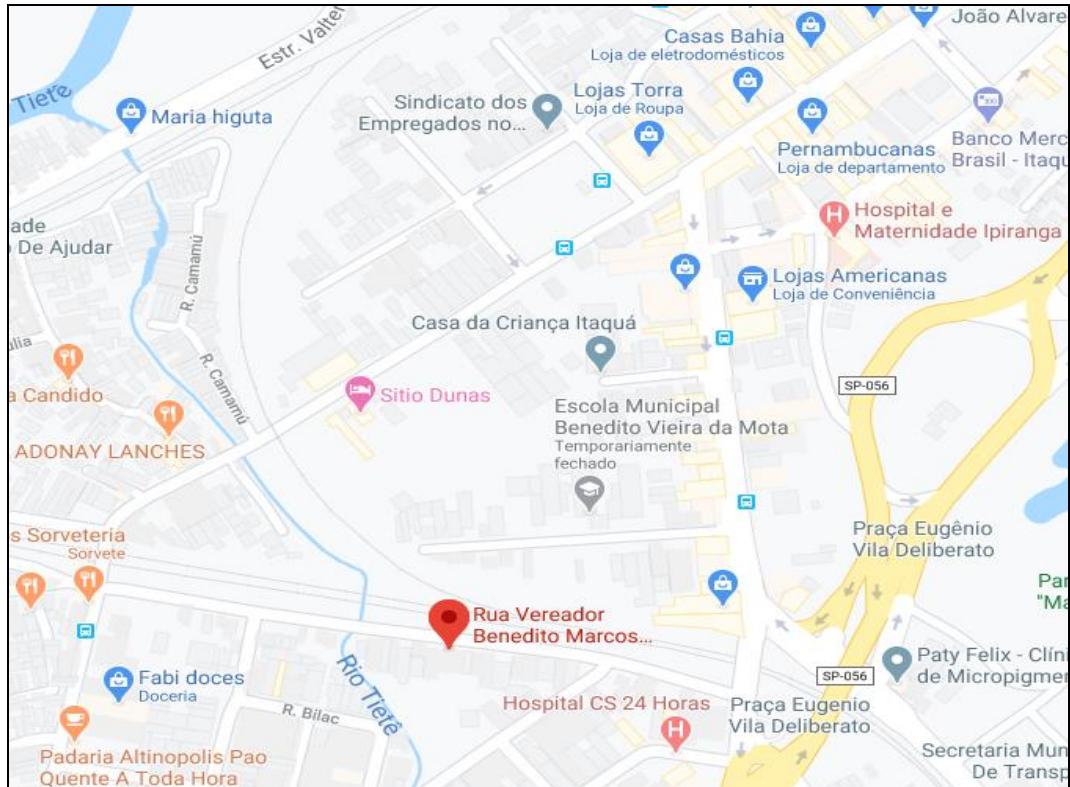 João Alvare
Casas Bahia
Loja de eletrodomésticos
Estr. Valter
Tietê
Maria higuta
Sindicato dos
Empregados no...
Lojas Torra
Loja de Roupa
Pernambucanas
Loja de departamento
Banco Merc
Brasil - Itaqu
ade
o De Ajudar
Hospital e
Maternidade Ipiranga
R. Camamú
Lojas Americanas
Loja de Conveniência
Casa da Criança Itaquá
ulia
a Candido
R. Camamú
Sitio Dunas
SP-056
ADONAY LANCHES
Escola Municipal
Benedito Vieira da Mota
Temporariamente
fechado
s Sorveteria
Sorvete
Praça Eugênio
Vila Deliberato
Par
"Ma
Rua Vereador
Benedito Marcos...
Rio Tietê
Fabi doces
Doceria
R. Bilac
Hospital CS 24 Horas
SP-056
Praça Eugenio
Vila Deliberato
Paty Felix - Clíni
de Micropigmer
Padaria Altinopolis Pao
Quente A Toda Hora
Secretaria Mun
De Transp